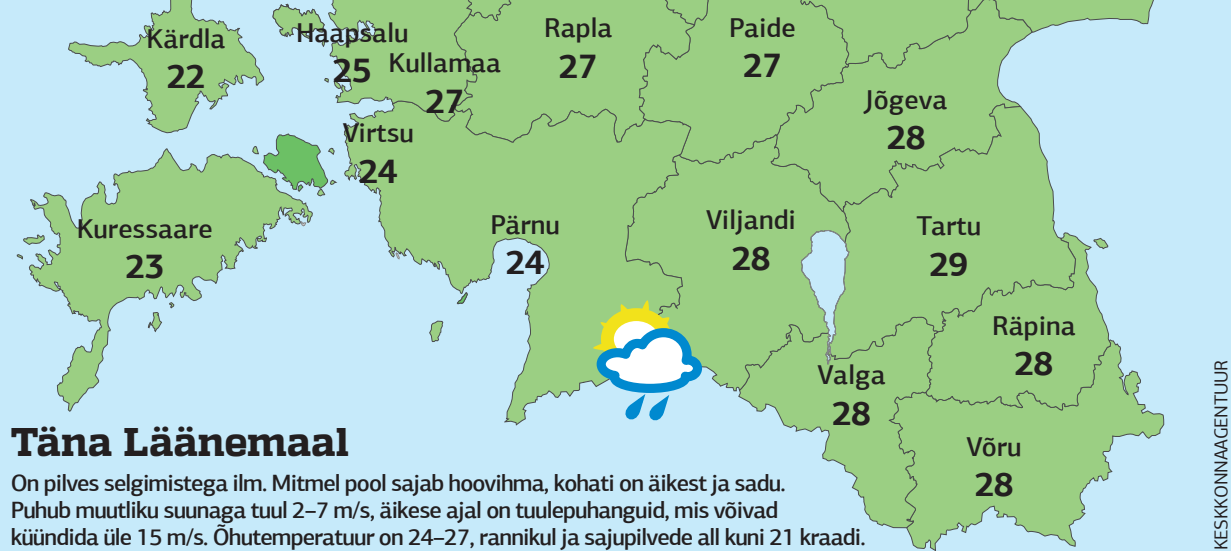 Kärdla
22
Haapsalu
25
Kullamaa
27
Rapla
27
Paide
27
Jõgeva
28
Virtsu
24
Kuressaare
23
Pärnu
24
Viljandi
28
Tartu
29
Räpina
28
Valga
28
Võru
28
Täna Läänemaal
On pilves selgimistega ilm. Mitmel pool sajab hoovihma, kohati on äikest ja sadu.
Puhub muutliku suunaga tuul 2–7 m/s, äikese ajal on tuulepuhanguid, mis võivad
küündida üle 15 m/s. Õhutemperatuur on 24–27, rannikul ja sajupilvede all kuni 21 kraadi.
KESKKONNAAGENTUUR